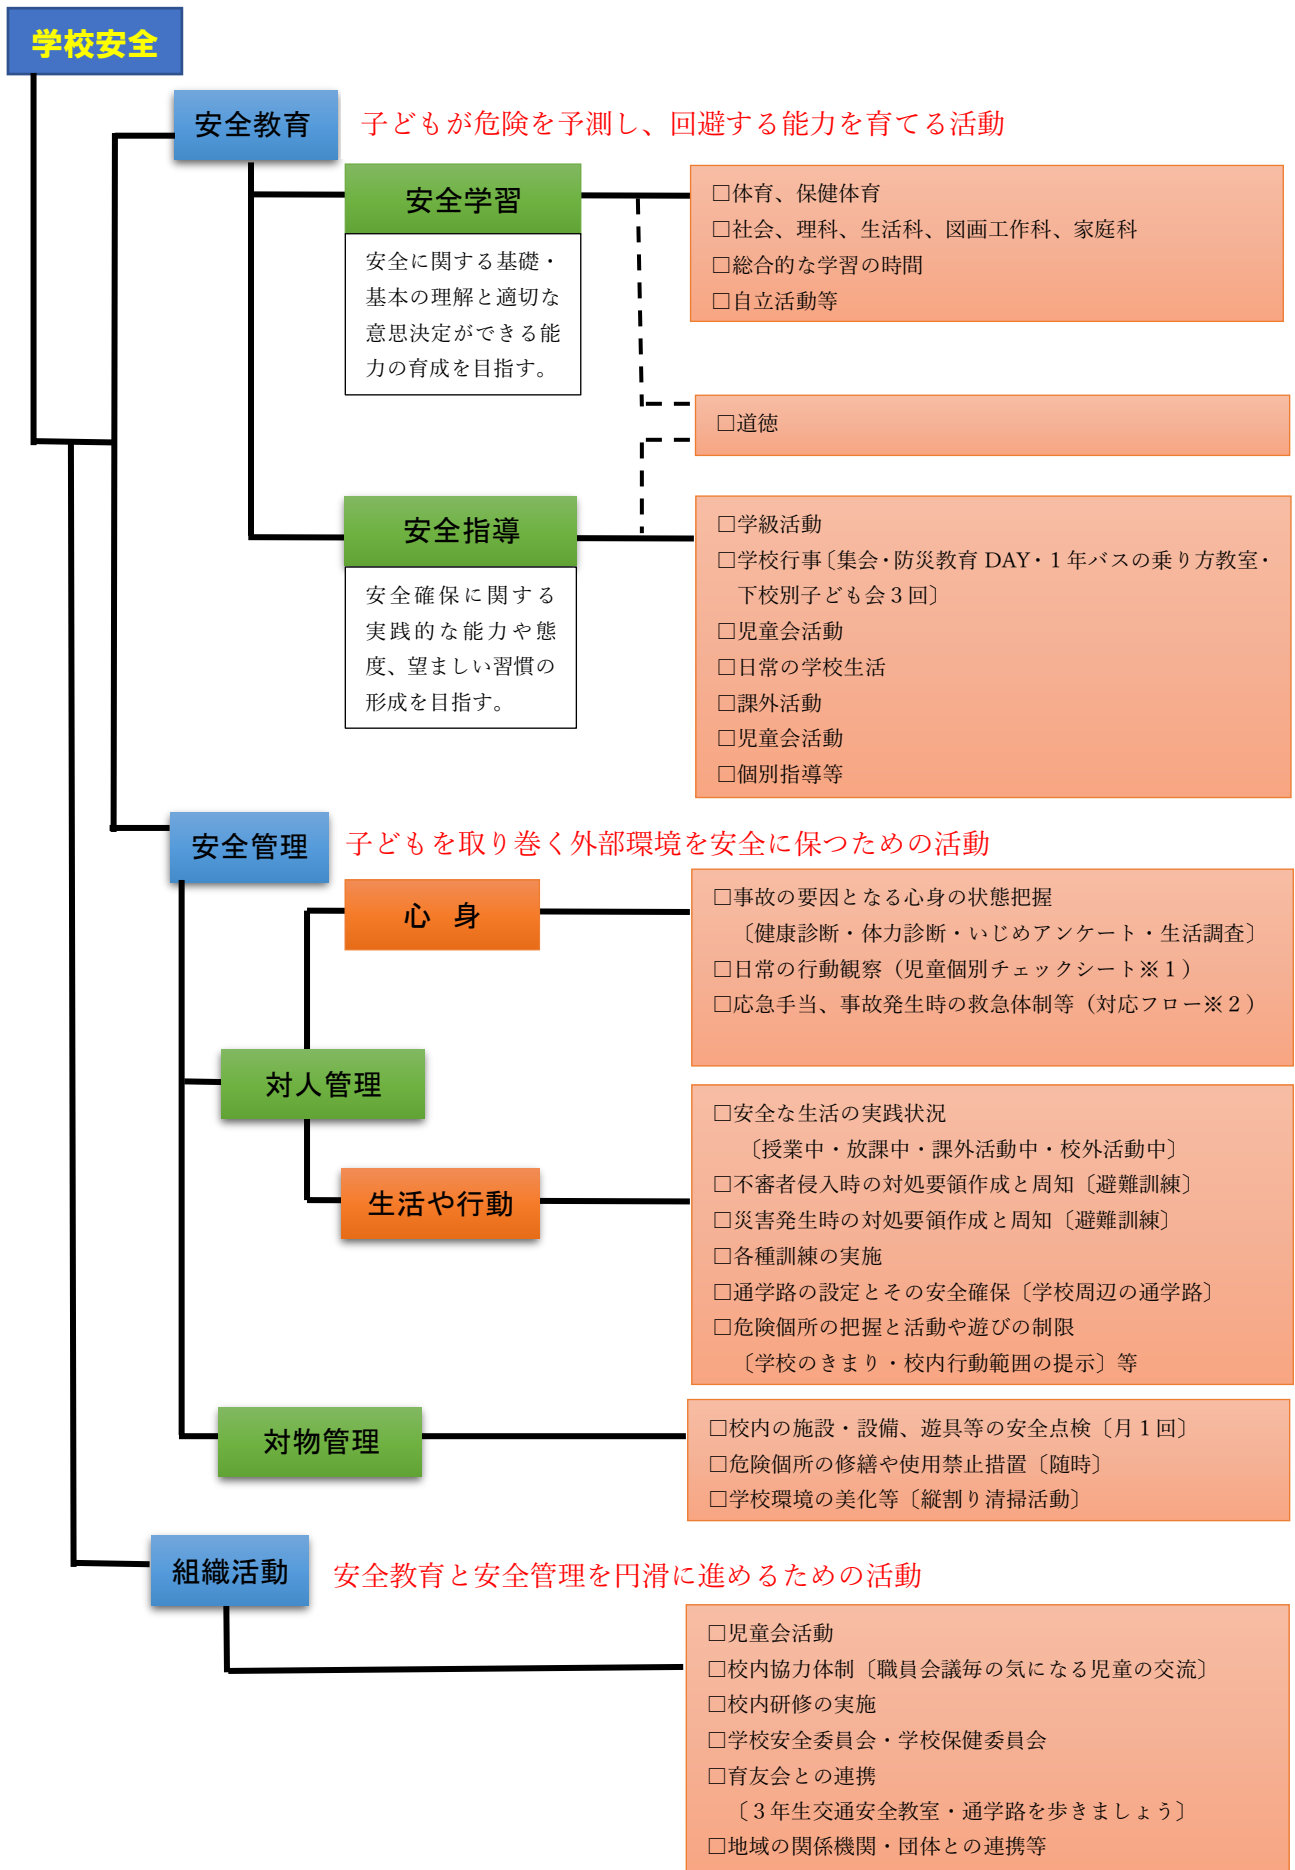 学校安全
安全教育
子どもが危険を予測し、回避する能力を育てる活動
安全学習
安全に関する基礎・
基本の理解と適切な
意思決定ができる能
力の育成を目指す。
□体育、保健体育
□社会、理科、生活科、図画工作科、家庭科
□総合的な学習の時間
□自立活動等
□道徳
安全指導
安全確保に関する
実践的な能力や態
度、望ましい習慣の
形成を目指す。
□学級活動
□学校行事〔集会・防災教育 DAY・１年バスの乗り方教室・
下校別子ども会３回〕
□児童会活動
□日常の学校生活
□課外活動
□児童会活動
□個別指導等
安全管理
子どもを取り巻く外部環境を安全に保つための活動
心　身
□事故の要因となる心身の状態把握
〔健康診断・体力診断・いじめアンケート・生活調査〕
□日常の行動観察（児童個別チェックシート※１）
□応急手当、事故発生時の救急体制等（対応フロー※２）
対人管理
生活や行動
□安全な生活の実践状況
〔授業中・放課中・課外活動中・校外活動中〕
□不審者侵入時の対処要領作成と周知〔避難訓練〕
□災害発生時の対処要領作成と周知〔避難訓練〕
□各種訓練の実施
□通学路の設定とその安全確保〔学校周辺の通学路〕
□危険個所の把握と活動や遊びの制限
〔学校のきまり・校内行動範囲の提示〕等
対物管理
□校内の施設・設備、遊具等の安全点検〔月１回〕
□危険個所の修繕や使用禁止措置〔随時〕
□学校環境の美化等〔縦割り清掃活動〕
組織活動
安全教育と安全管理を円滑に進めるための活動
□児童会活動
□校内協力体制〔職員会議毎の気になる児童の交流〕
□校内研修の実施
□学校安全委員会・学校保健委員会
□育友会との連携
〔３年生交通安全教室・通学路を歩きましょう〕
□地域の関係機関・団体との連携等